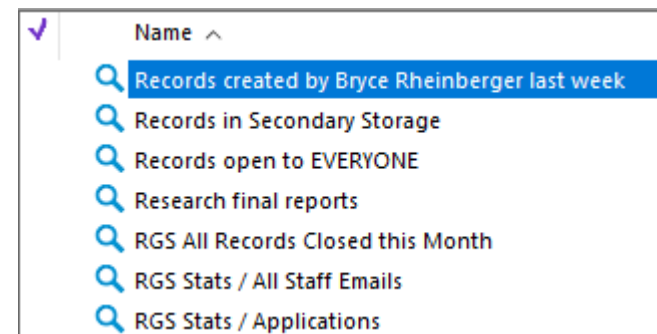 Name
Records created by Bryce Rheinberger last week
Records in Secondary Storage
Records open to EVERYONE
Research final reports
RGS All Records Closed this Month
RGS Stats / All Staff Emails
RGS Stats / Applications